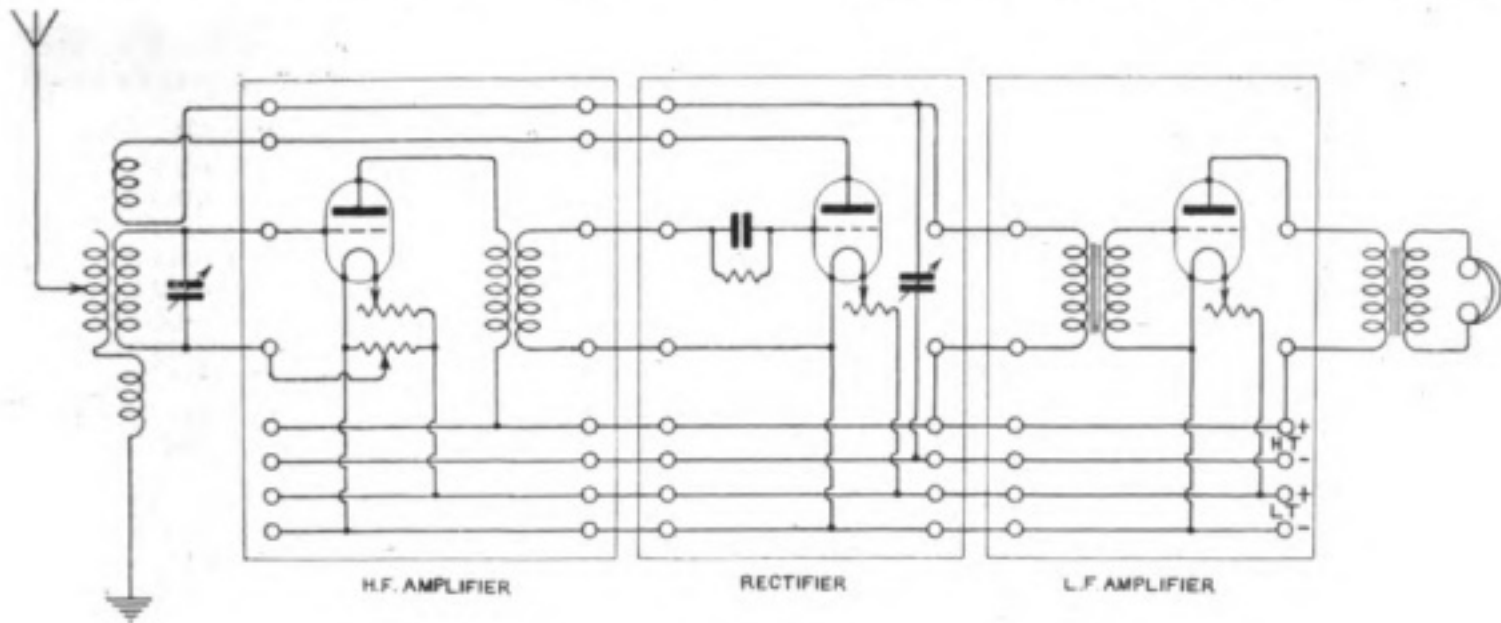 +
H T
-
+
L T
-
H.F. AMPLIFIER
RECTIFIER
L.F. AMPLIFIER